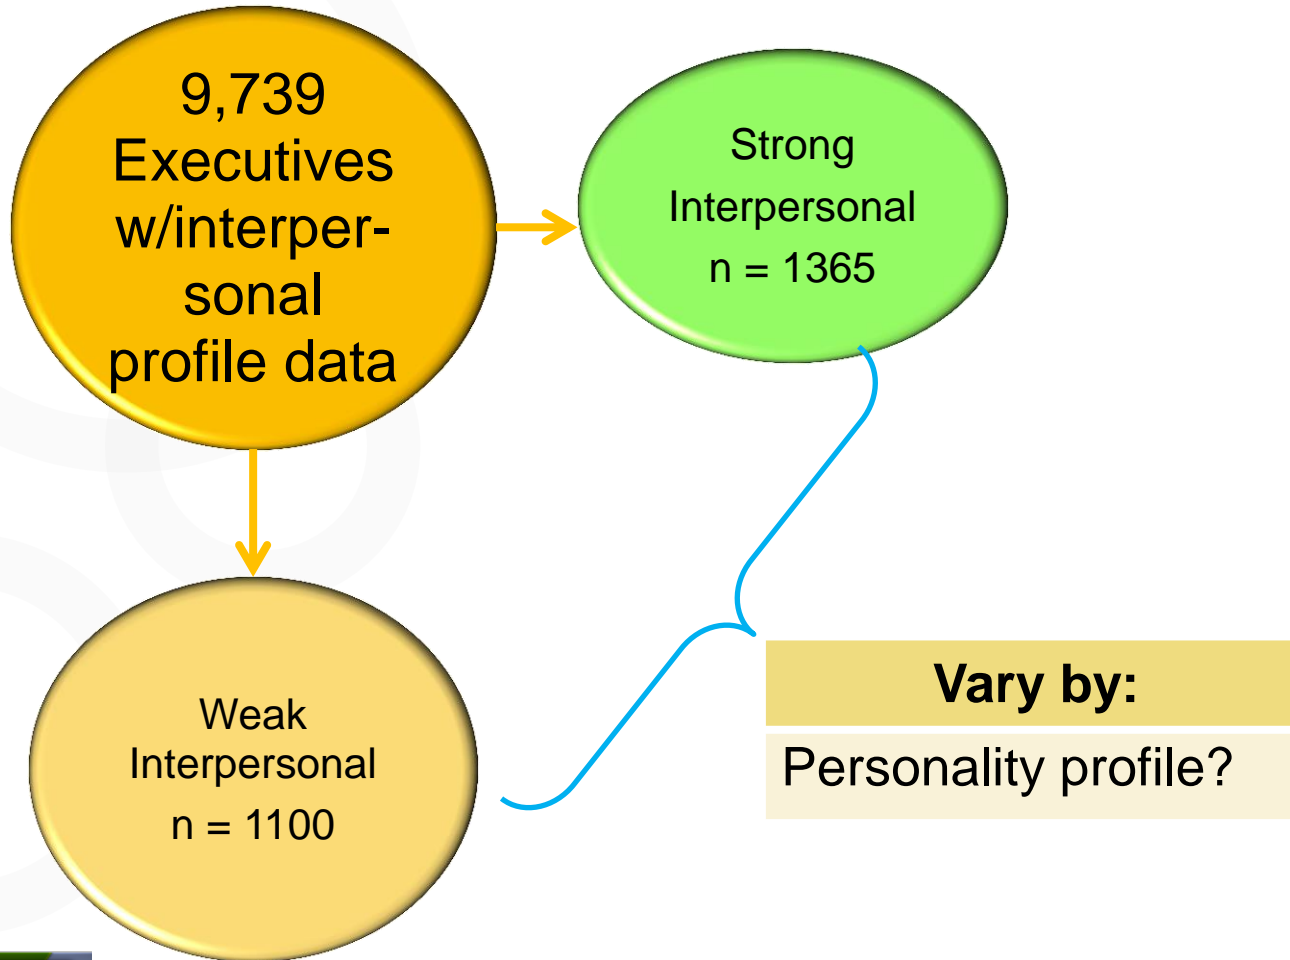 9,739
Executives
w/interper-
sonal
profile data
Strong
Interpersonal
n = 1365
Weak
Interpersonal
n = 1100
Vary by:
Personality profile?